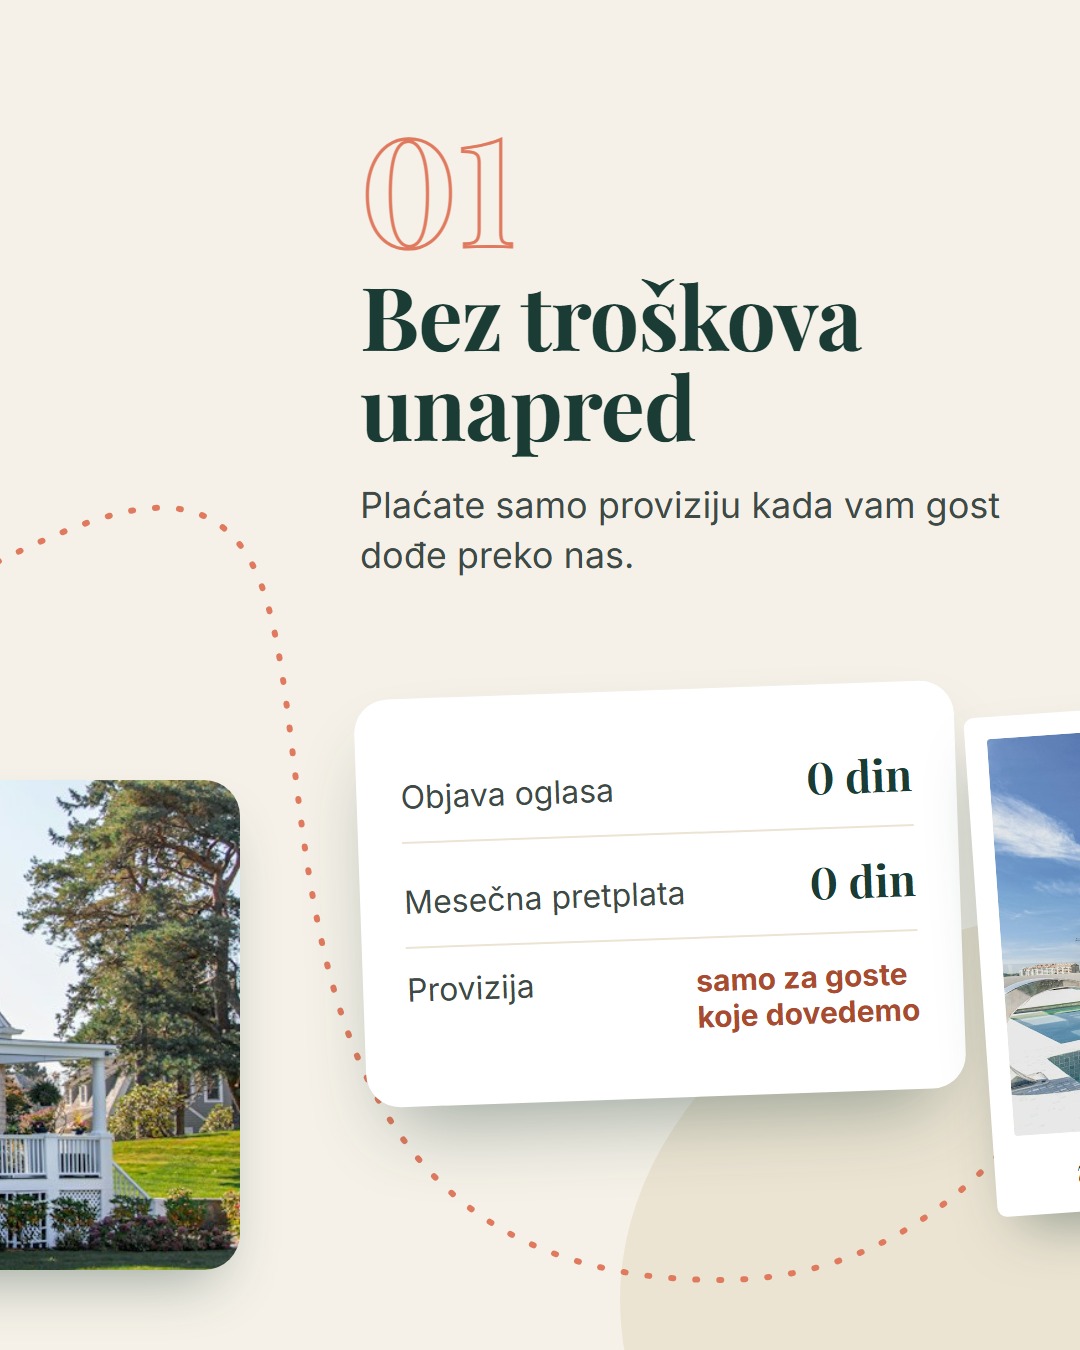 01
Bez troškova
unapred
Plaćate samo proviziju kada vam gost
dođe preko nas.
Objava oglasa 0 din
Mesečna pretplata 0 din
Provizija samo za goste
koje dovedemo